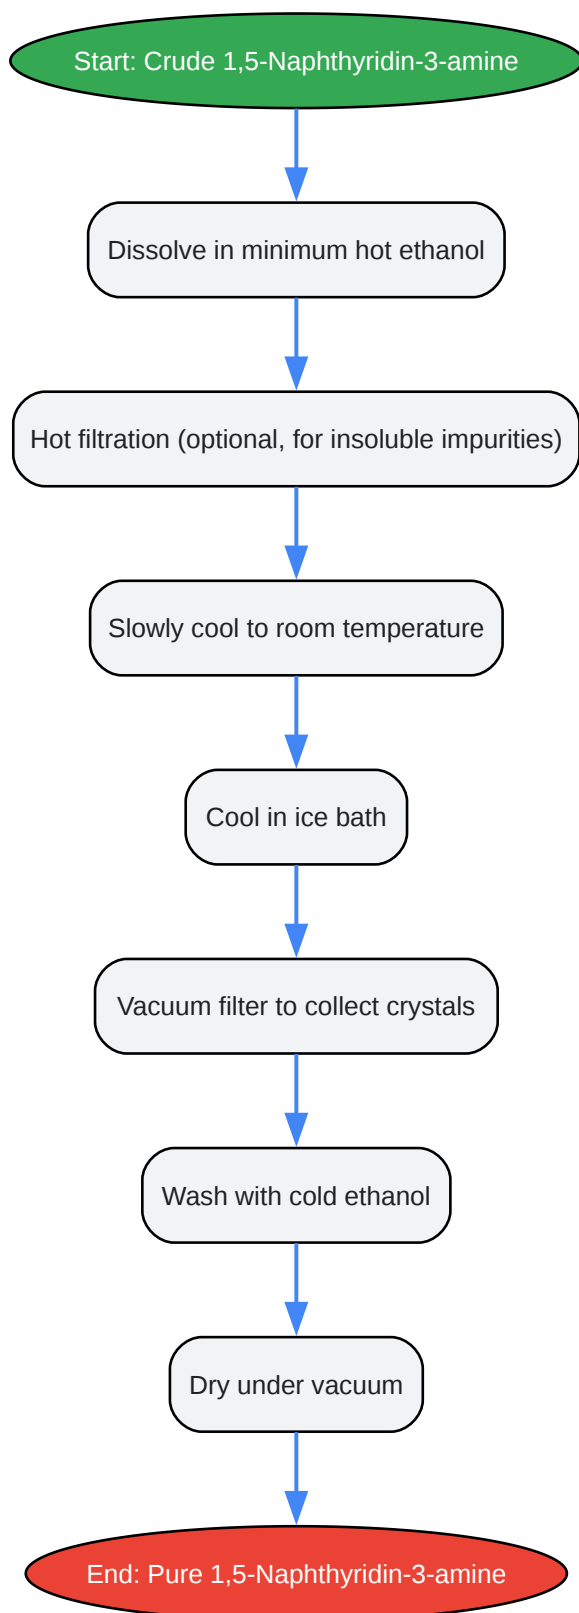 Start: Crude 1,5-Naphthyridin-3-amine
Dissolve in minimum hot ethanol
Hot filtration (optional, for insoluble impurities)
Slowly cool to room temperature
Cool in ice bath
Vacuum filter to collect crystals
Wash with cold ethanol
Dry under vacuum
End: Pure 1,5-Naphthyridin-3-amine